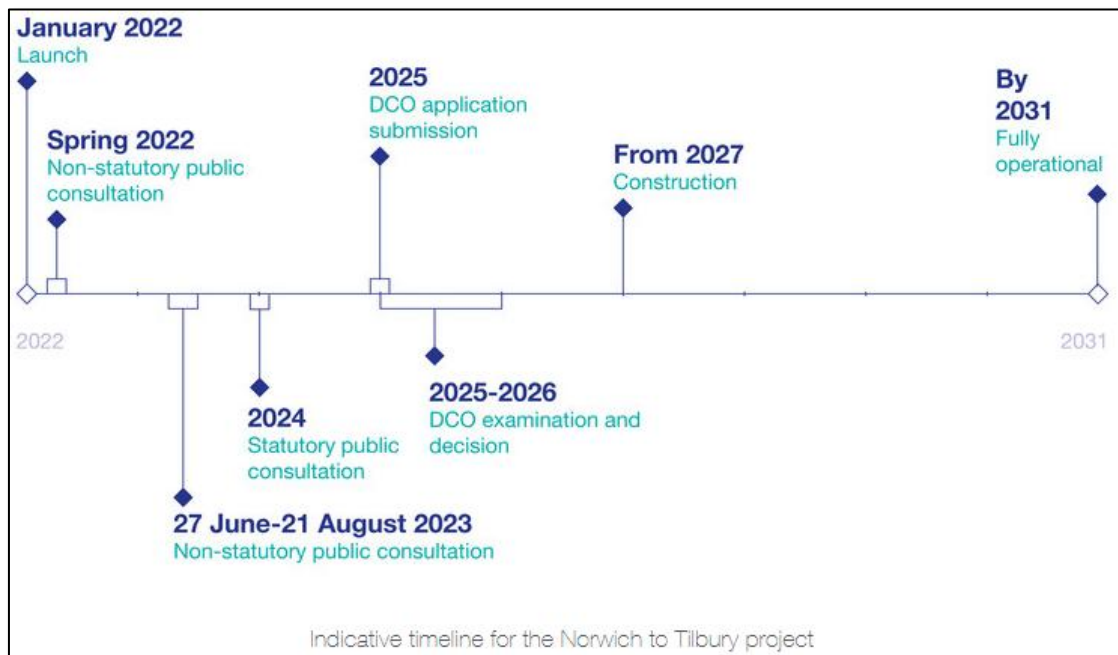 January 2022
Launch
Spring 2022
Non-statutory public
consultation
2025
DCO application
submission
From 2027
Construction
By
2031
Fully
operational
2022
2031
2024
Statutory public
consultation
2025-2026
DCO examination and
decision
27 June-21 August 2023
Non-statutory public consultation
Indicative timeline for the Norwich to Tilbury project